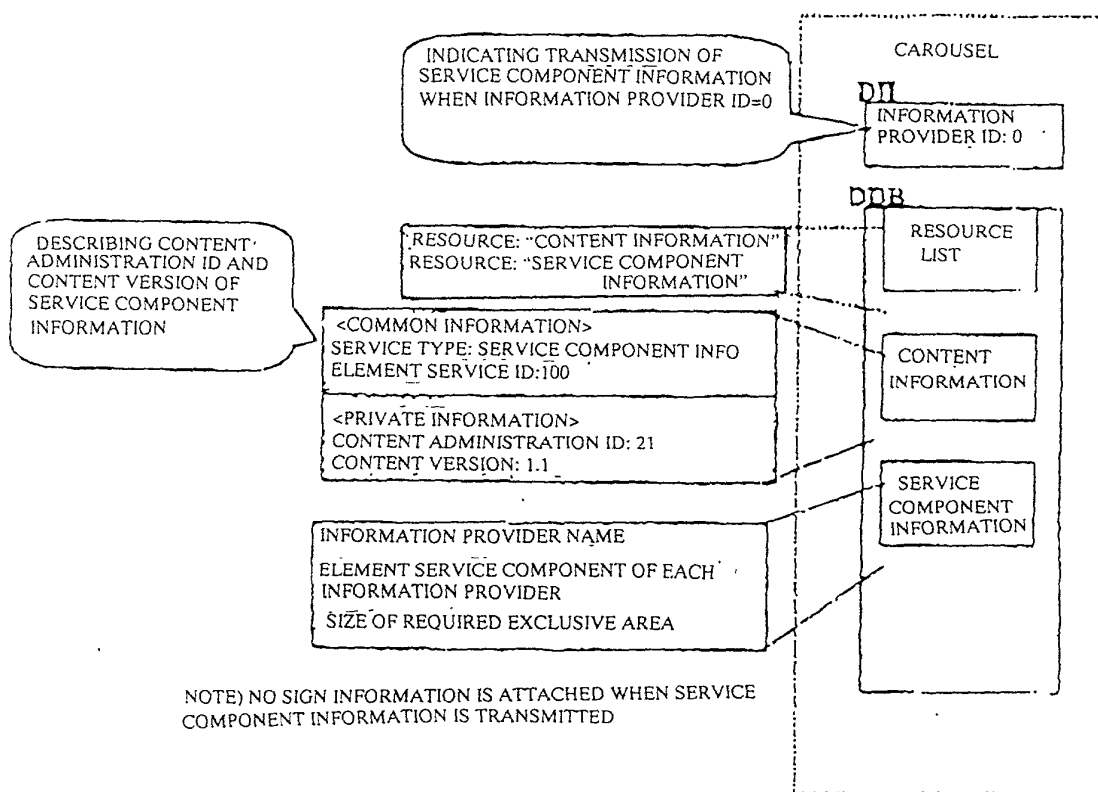 INDICATING TRANSMISSION OF
SERVICE COMPONENT INFORMATION
WHEN INFORMATION PROVIDER ID=0
CAROUSEL
DII
INFORMATION
PROVIDER ID: 0
DDB
RESOURCE
LIST
DESCRIBING CONTENT
ADMINISTRATION ID AND
CONTENT VERSION OF
SERVICE COMPONENT
INFORMATION
RESOURCE: "CONTENT INFORMATION"
RESOURCE: "SERVICE COMPONENT
INFORMATION"
<COMMON INFORMATION>
SERVICE TYPE: SERVICE COMPONENT INFO
ELEMENT SERVICE ID:100
<PRIVATE INFORMATION>
CONTENT ADMINISTRATION ID: 21
CONTENT VERSION: 1.1
CONTENT
INFORMATION
SERVICE
COMPONENT
INFORMATION
INFORMATION PROVIDER NAME
ELEMENT SERVICE COMPONENT OF EACH
INFORMATION PROVIDER
SIZE OF REQUIRED EXCLUSIVE AREA
NOTE) NO SIGN INFORMATION IS ATTACHED WHEN SERVICE
COMPONENT INFORMATION IS TRANSMITTED